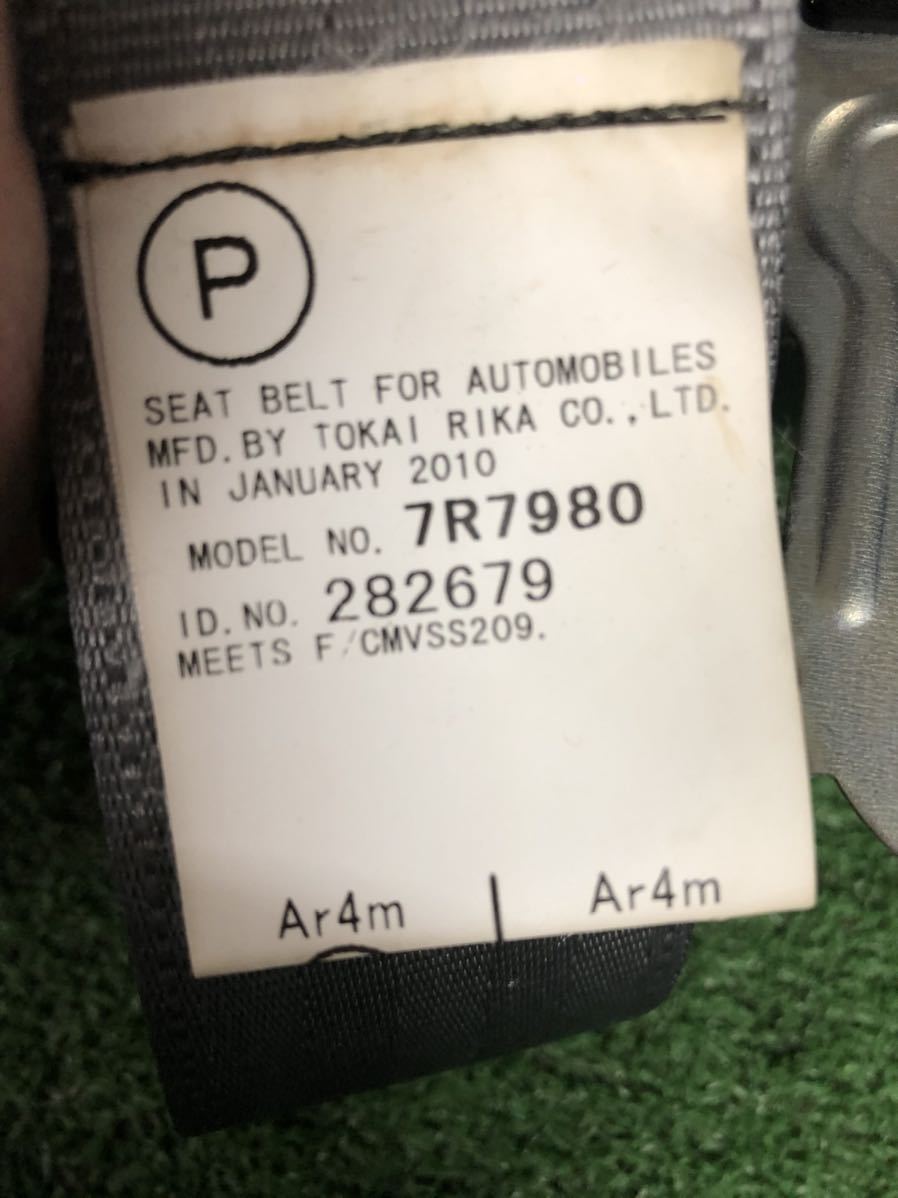 P
SEAT BELT FOR AUTOMOBILES
MFD.BY TOKAI RIKA CO.,LTD.
IN JANUARY 2010
MODEL NO. 7R7980
ID.NO. 282679
MEETS F/CMVSS209.
Ar4m | Ar4m